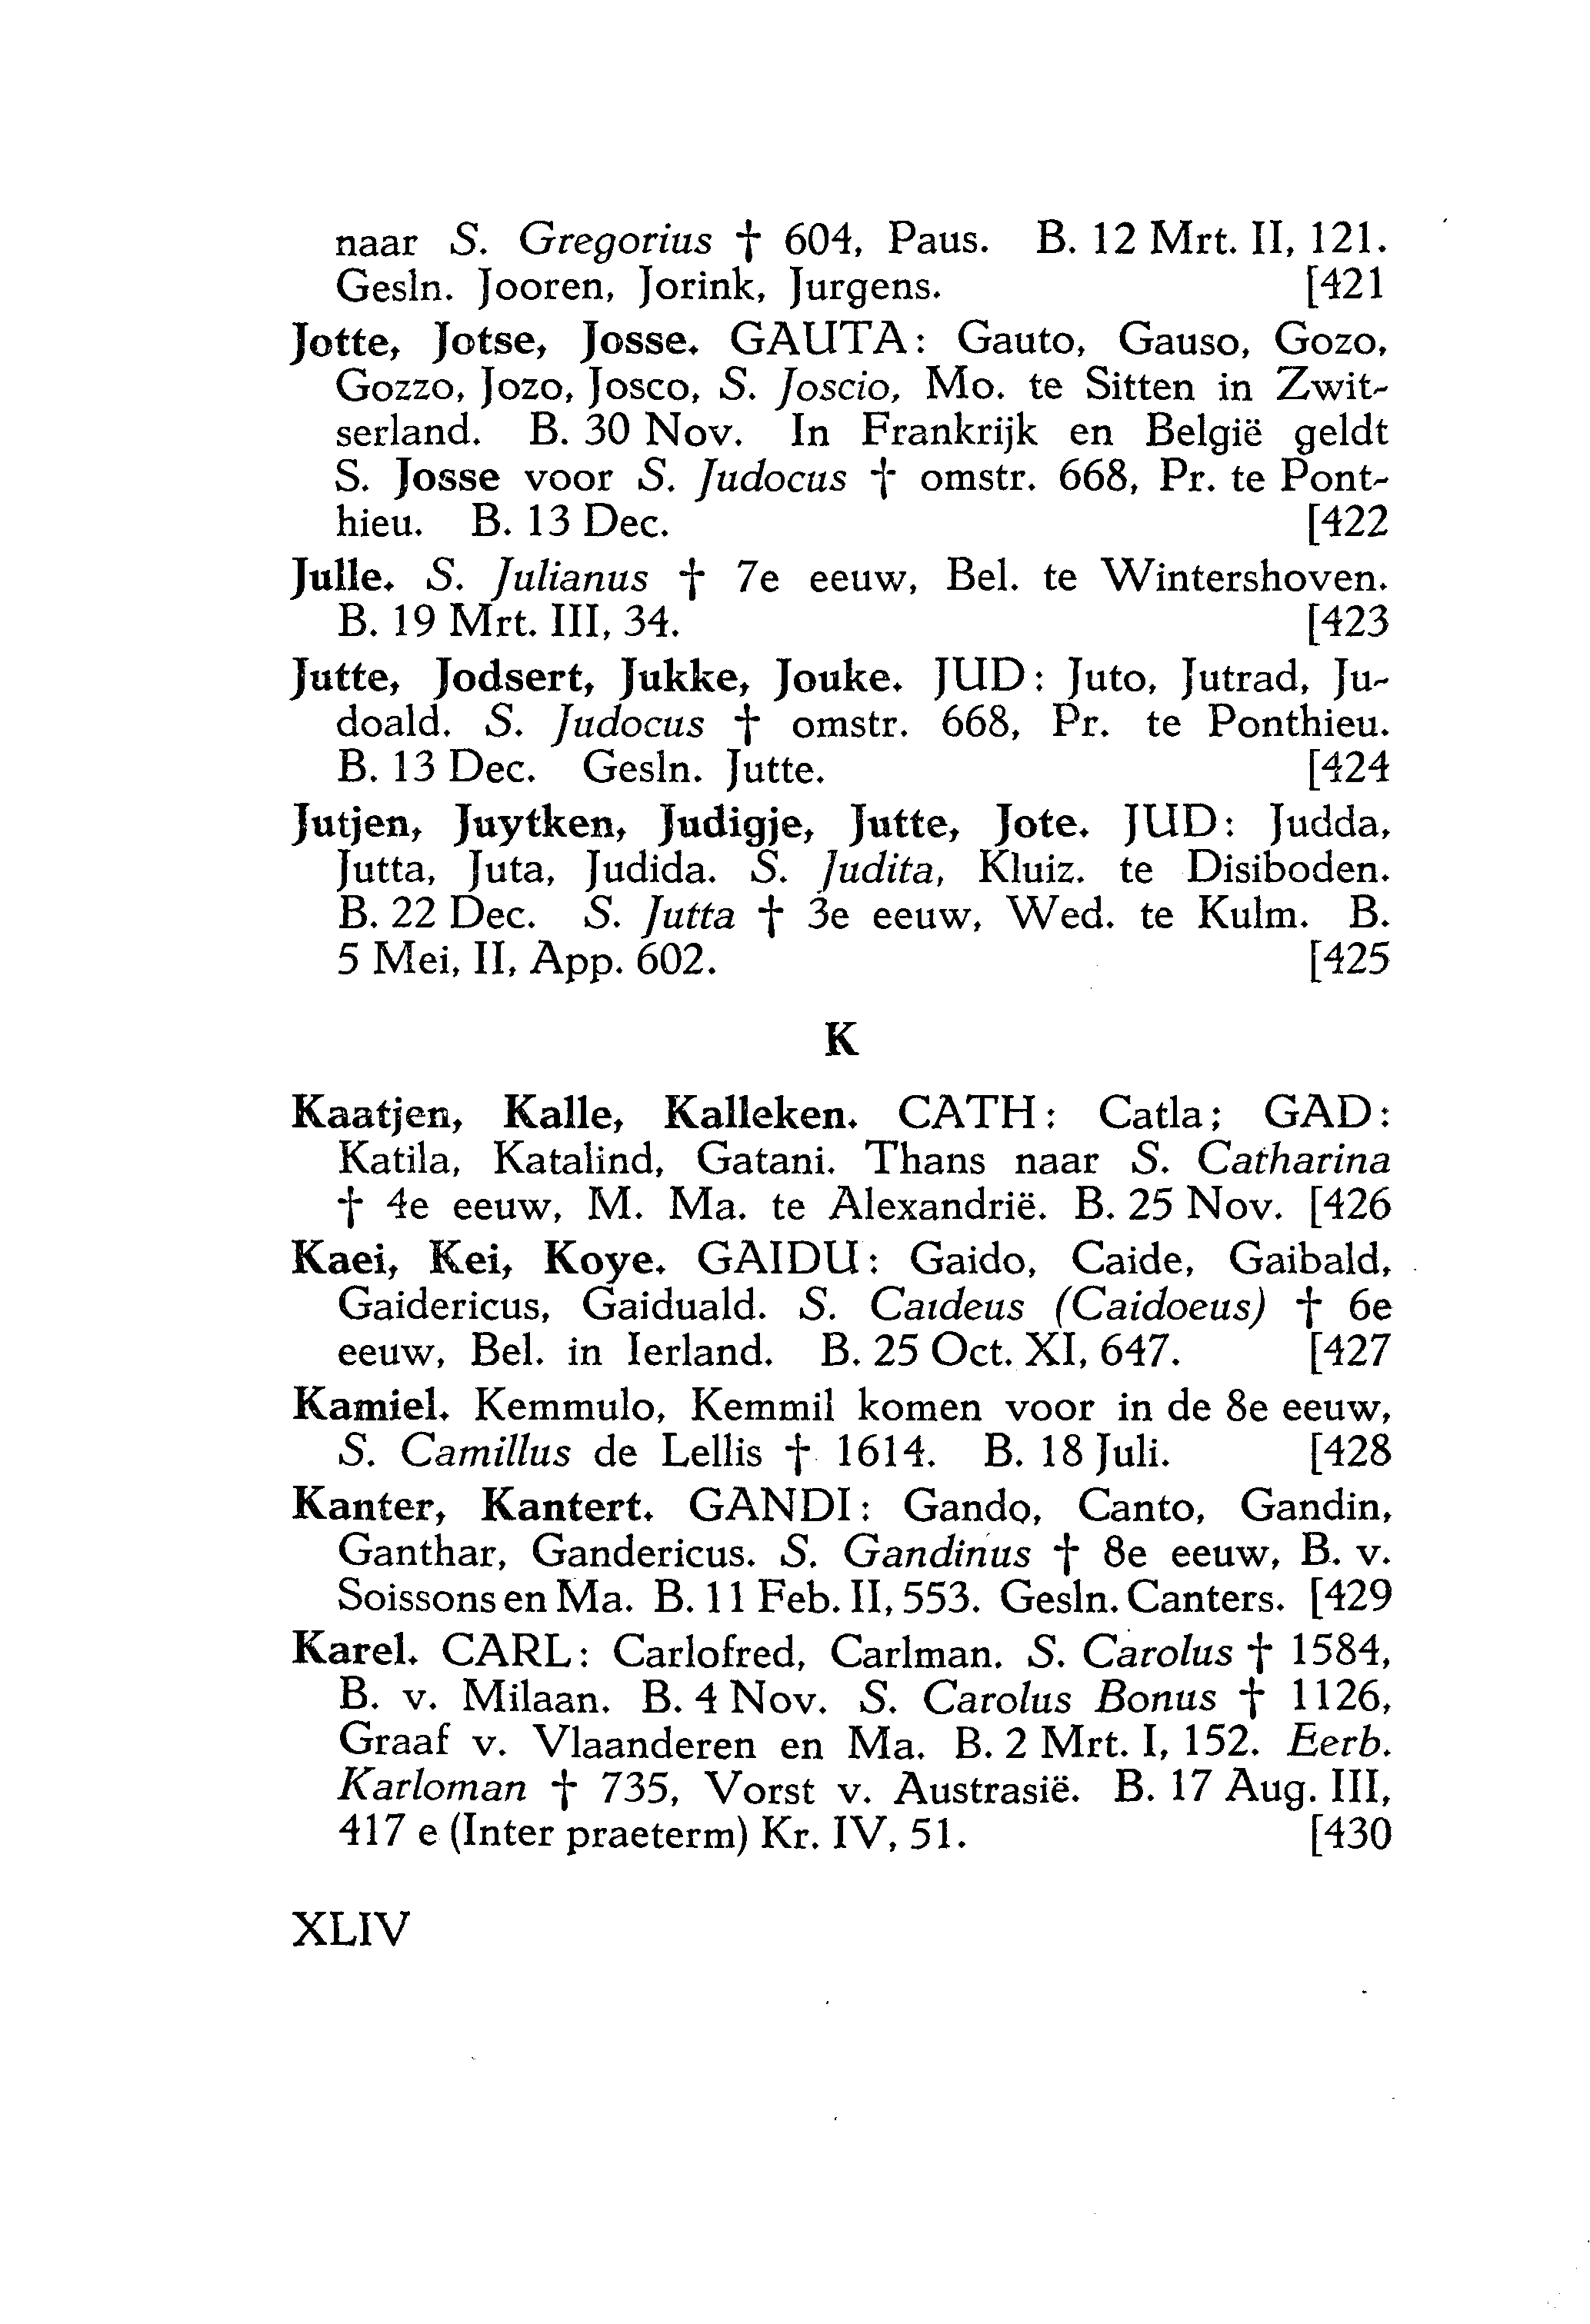 naar S. Gregorius † 604, Paus. B. 12 Mrt. II, 121.
Gesln. Jooren, Jorink, Jurgens. [421
Jotte, Jotse, Josse. GAUTA: Gauto, Gauso, Gozo,
Gozzo, Jozo, Josco, S. Joscio, Mo. te Sitten in Zwit-
serland. B. 30 Nov. In Frankrijk en België geldt
S. Josse voor S. Judocus † omstr. 668, Pr. te Pont-
hieu. B. 13 Dec. [422
Julle. S. Julianus † 7e eeuw, Bel. te Wintershoven.
B. 19 Mrt. III, 34. [423
Jutte, Jodsert, Jukke, Jouke. JUD: Juto, Jutrad, Ju-
doald. S. Judocus † omstr. 668, Pr. te Ponthieu.
B. 13 Dec. Gesln. Jutte. [424
Jutjen, Juytken, Judigje, Jutte, Jote. JUD: Judda,
Jutta, Juta, Judida. S. Judita, Kluiz. te Disiboden.
B. 22 Dec. S. Jutta † 3e eeuw, Wed. te Kulm. B.
5 Mei, II, App. 602. [425
K
Kaatjen, Kalle, Kalleken. CATH: Catla; GAD:
Katila, Katalind, Gatani. Thans naar S. Catharina
† 4e eeuw, M. Ma. te Alexandrië. B. 25 Nov. [426
Kaei, Kei, Koye. GAIDU: Gaido, Caide, Gaibald,
Gaidericus, Gaiduald. S. Caideus (Caidoeus) † 6e
eeuw, Bel. in Ierland. B. 25 Oct. XI, 647. [427
Kamiel. Kemmulo, Kemmil komen voor in de 8e eeuw,
S. Camillus de Lellis † 1614. B. 18 Juli. [428
Kanter, Kantert. GANDI: Gando, Canto, Gandin,
Ganthar, Gandericus. S. Gandinus † 8e eeuw, B. v.
Soissons en Ma. B. 11 Feb. II, 553. Gesln. Canters. [429
Karel. CARL: Carlofred, Carlman. S. Carolus † 1584,
B. v. Milaan. B. 4 Nov. S. Carolus Bonus † 1126,
Graaf v. Vlaanderen en Ma. B. 2 Mrt. I, 152. Eerb.
Karloman † 735, Vorst v. Austrasië. B. 17 Aug. III,
417 e (Inter praeterm) Kr. IV, 51. [430
XLIV